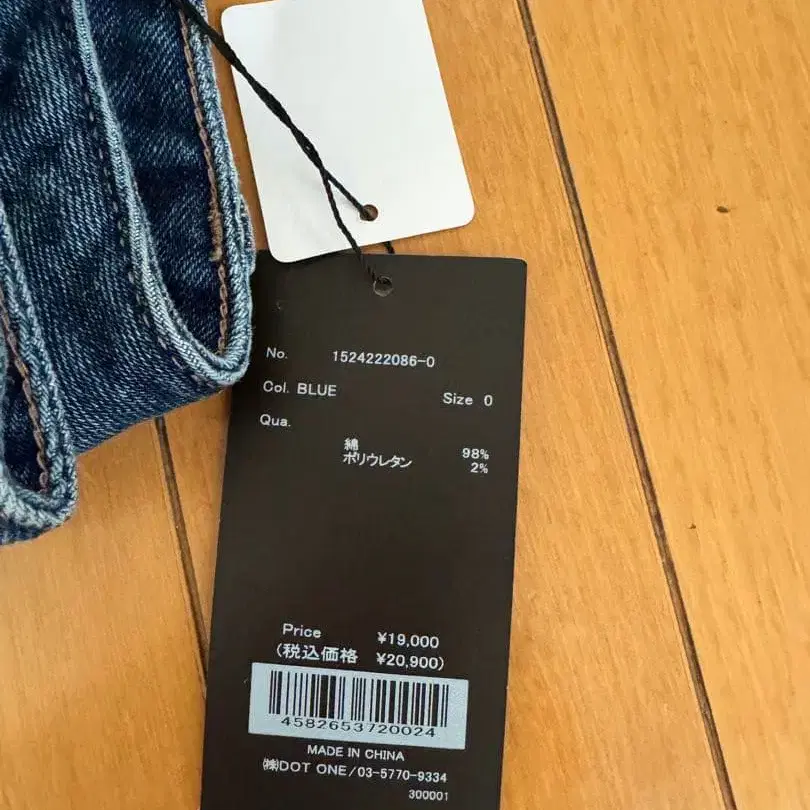 No. 1524222086-0
Col. BLUE Size 0
Qua.
綿 98%
ポリウレタン 2%
Price ¥19,000
(税込価格 ¥20,900)
4582653720024
MADE IN CHINA
㈱DOT ONE/03-5770-9334
300001